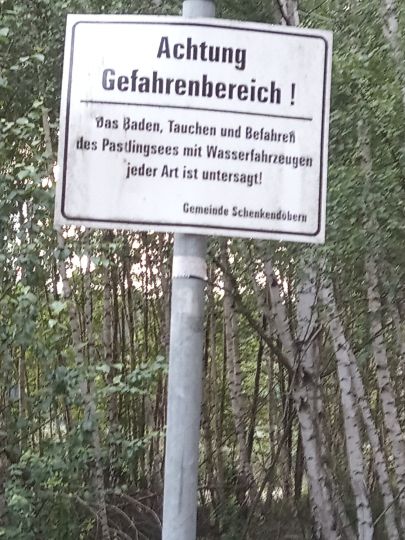 Achtung
Gefahrenbereich !
Das Baden, Tauchen und Befahren
des Pastlingsees mit Wasserfahrzeugen
jeder Art ist untersagt!
Gemeinde Schenkendöbern